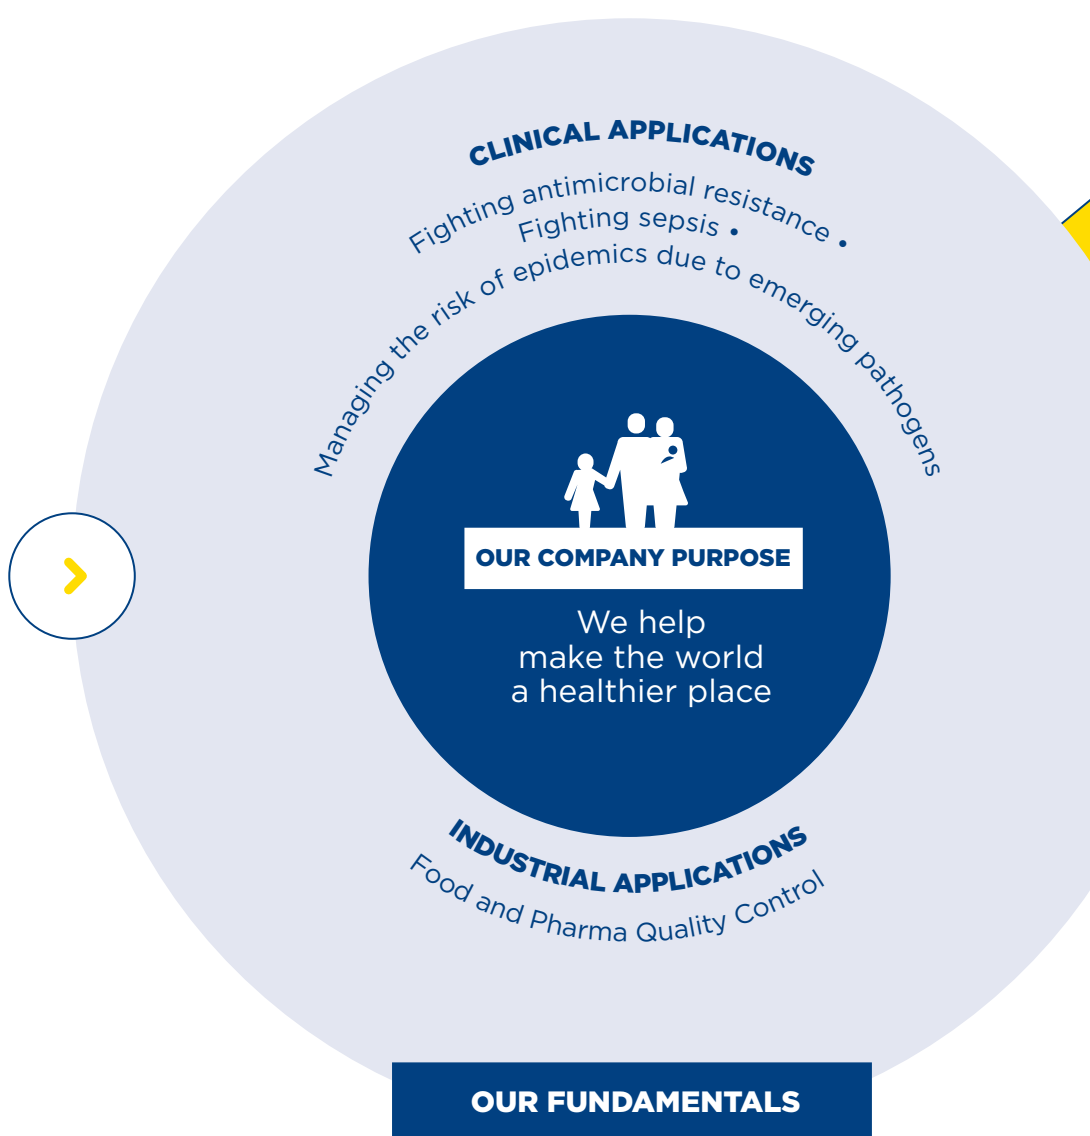 CLINICAL APPLICATIONS
Fighting antimicrobial resistance •
Fighting sepsis •
Managing the risk of epidemics due to emerging pathogens
OUR COMPANY PURPOSE
We help
make the world
a healthier place
INDUSTRIAL APPLICATIONS
Food and Pharma Quality Control
OUR FUNDAMENTALS